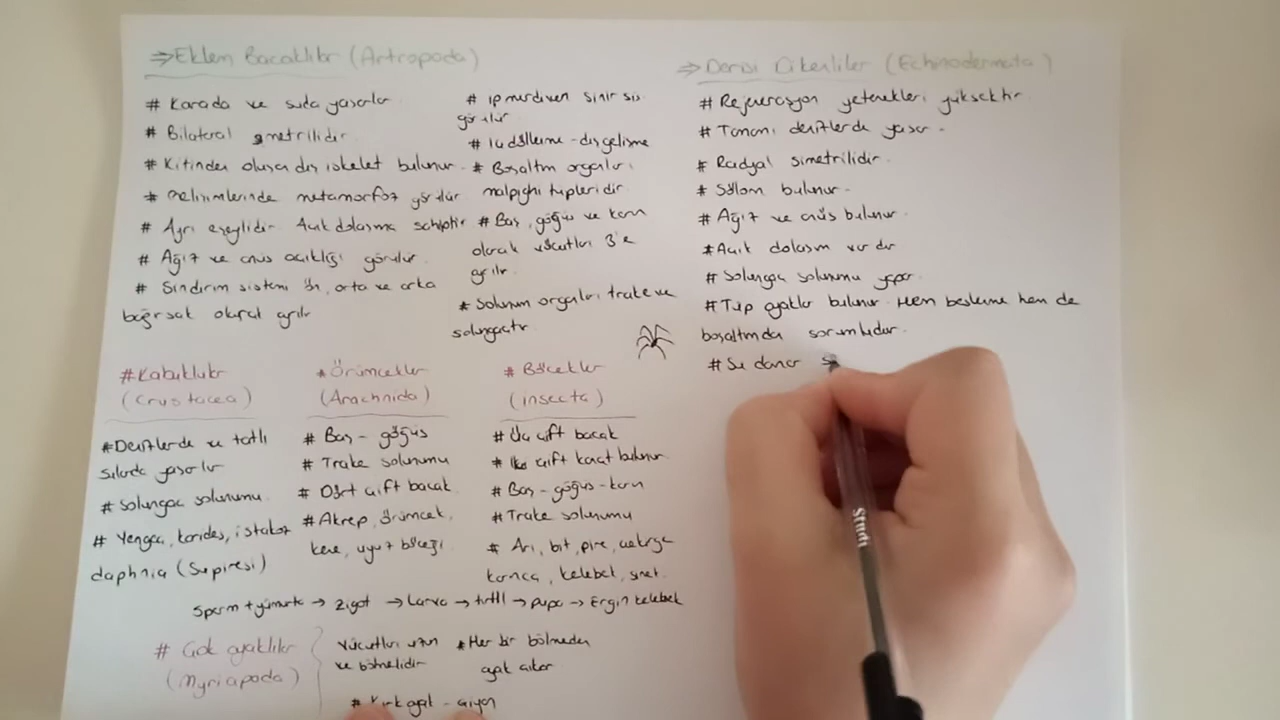 ⇒ Eklem Bacaklılar (Artropoda)
# Karada ve suda yaşarlar.
# Bilateral simetrilidir.
# Kitinden oluşan dış iskelet bulunur.
# Gelişimlerinde metamorfoz görülür
# Ayrı eşeylidir. Açık dolaşıma sahiptir
# Ağız ve anüs açıklığı görülür.
# Sindirim sistemi ön, orta ve arka
bağırsak olarak ayrılır
# ip merdiven sinir sis.
görülür
# iç döllenme - dış gelişme
# Boşaltım organları
malpighi tüpleridir.
# Baş, göğüs ve karın
olarak vücutları 3'e
ayrılır.
# Solunum organları trake ve
solungaçtır
# Kabuklular
(Crustacea)
# Denizlerde ve tatlı
sularda yaşarlar
# Solungaç solunumu.
# Yengeç, karides, istakoz
daphnia (Su piresi)
# Örümcekler
(Arachnida)
# Baş - göğüs
# Trake solunumu
# Dört çift bacak
# Akrep, örümcek,
kene, uyuz böceği.
# Böcekler
(insecta)
# Üç çift bacak
# iki çift kanat bulunur
# Baş - göğüs - karın
# Trake solunumu
# Arı, bit, pire, çekirge
karınca, kelebek, sinek.
Sperm + yumurta → zigot → Larva → tırtıl → pupa → Ergin kelebek
# Çok ayaklılar
(Myriapoda)
Vücutları uzun
ve bölmelidir
# Kırkayak - çiyan
# Her bir bölmeden
ayak çıkar
⇒ Derisi Dikenliler (Echinodermata)
# Rejenerasyon yetenekleri yüksektir.
# Tamamı denizlerde yaşar.
# Radyal simetrilidir.
# Sölom bulunur.
# Ağız ve anüs bulunur.
# Açık dolaşım vardır
# Solungaç solunumu yapar.
# Tüp ayaklar bulunur. Hem beslenme hem de
boşaltımda sorumludur.
# Su damar s
Studi